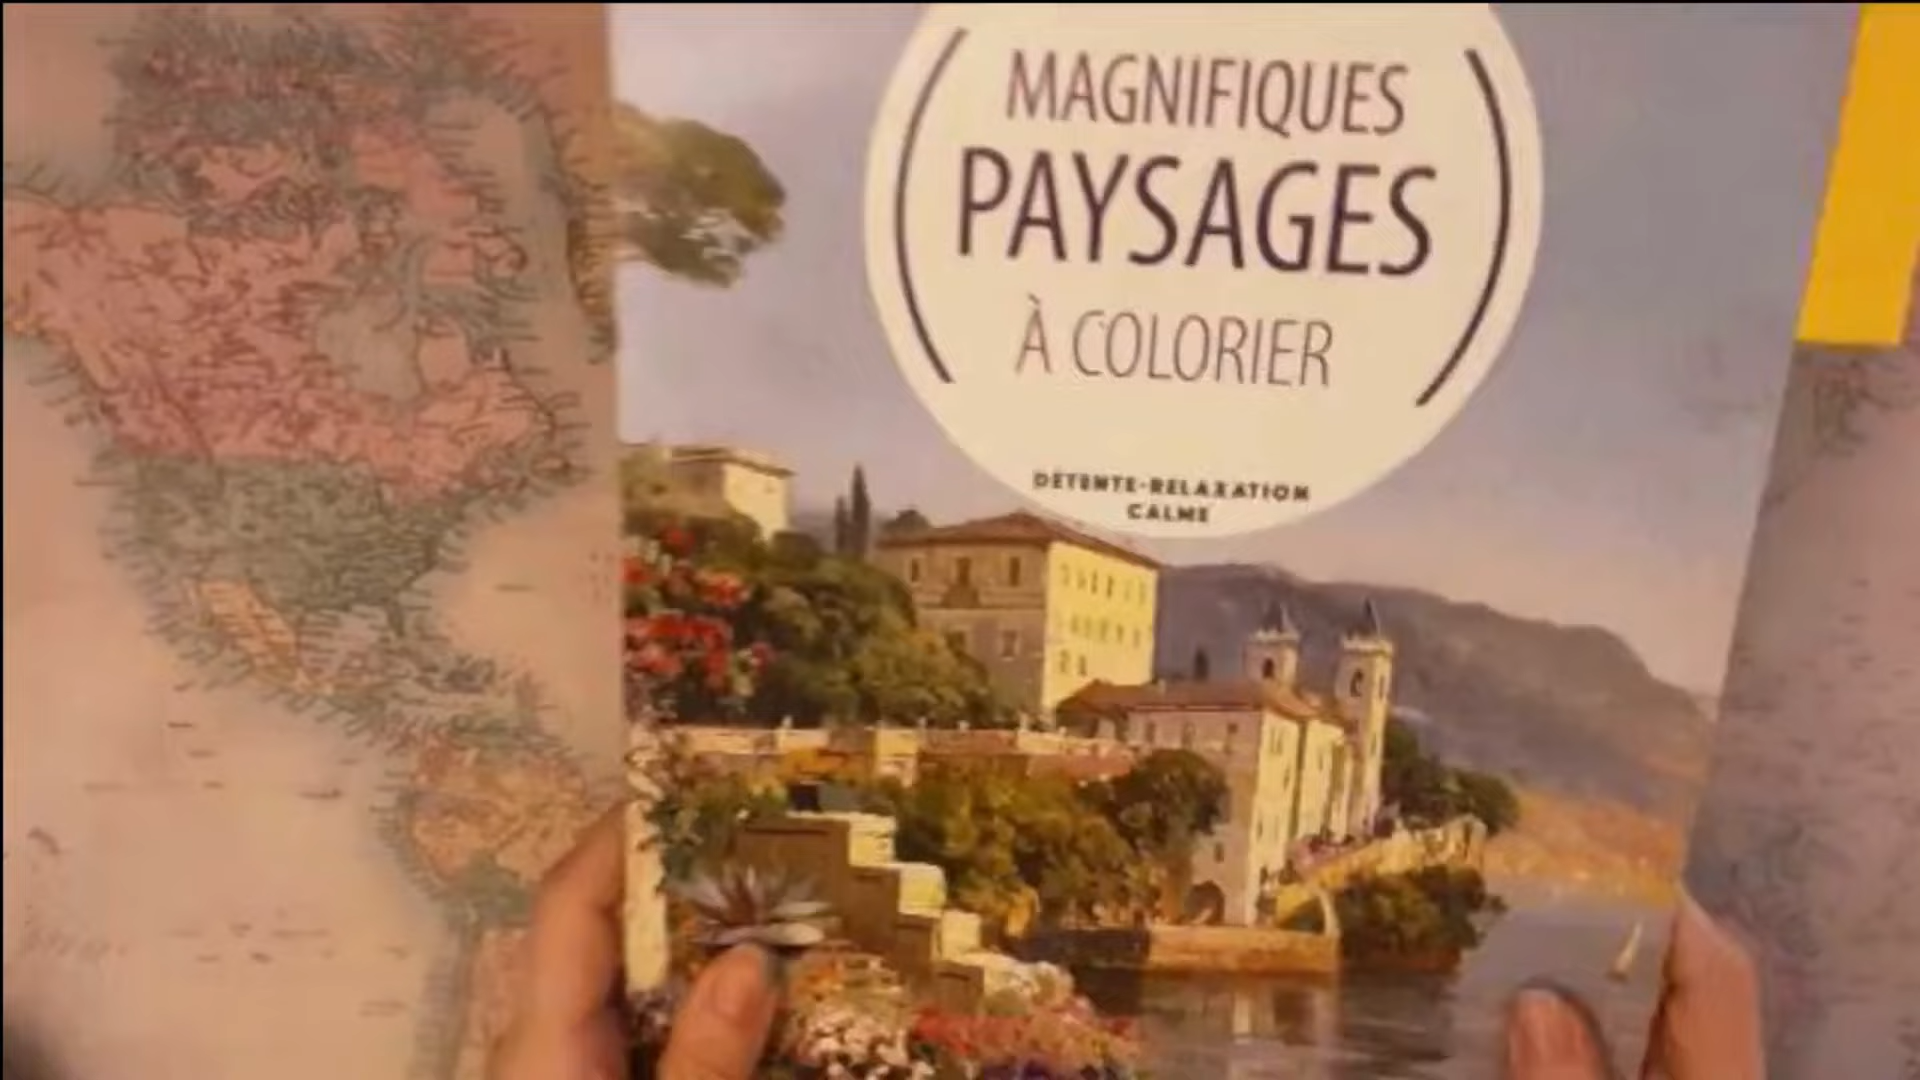 MAGNIFIQUES
PAYSAGES
À COLORIER
DÉTENTE-RELAXATION
CALME